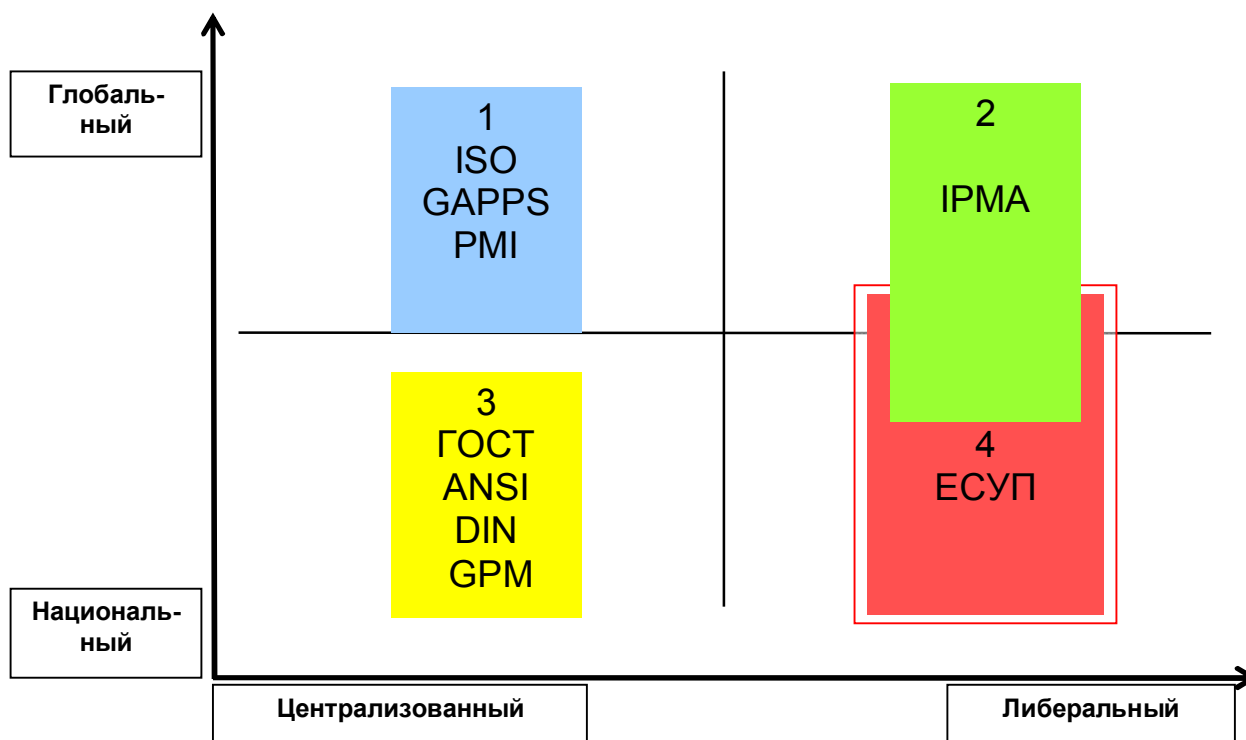 Глобаль-
ный
1
ISO
GAPPS
PMI
2
IPMA
3
ГОСТ
ANSI
DIN
GPM
4
ЕСУП
Националь-
ный
Централизованный
Либеральный